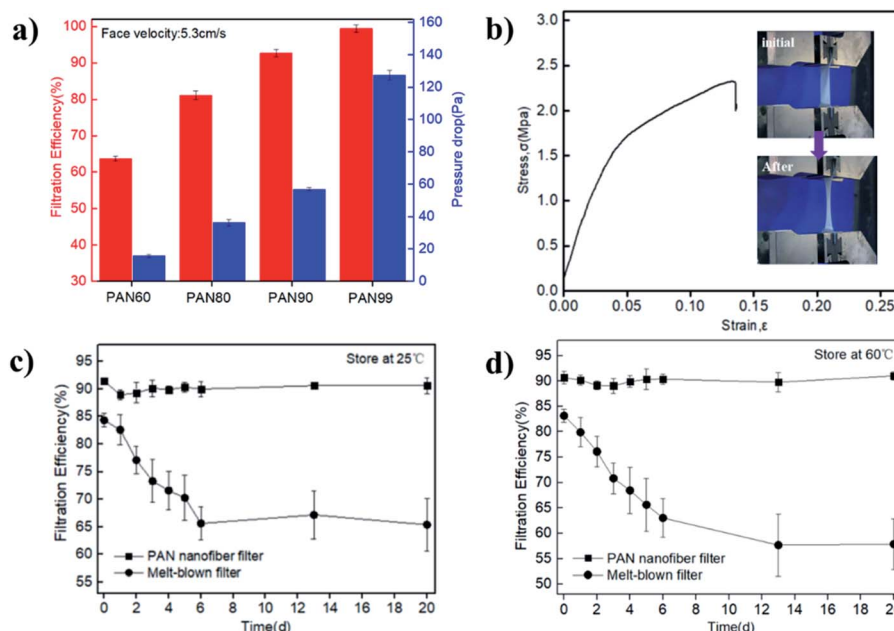 a)
Face velocity:5.3cm/s
Filtration Efficiency(%)
100
90
80
70
60
50
40
30
Pressure drop(Pa)
160
140
120
100
80
60
40
20
0
PAN60 PAN80 PAN90 PAN99
b)
Stress,σ(Mpa)
3.0
2.5
2.0
1.5
1.0
0.5
0.0
0.00 0.05 0.10 0.15 0.20 0.25
Strain,ε
initial
After
c)
Store at 25℃
Filtration Efficiency(%)
95
90
85
80
75
70
65
60
55
PAN nanofiber filter
Melt-blown filter
0 2 4 6 8 10 12 14 16 18 20
Time(d)
d)
Store at 60℃
Filtration Efficiency(%)
95
90
85
80
75
70
65
60
55
50
PAN nanofiber filter
Melt-blown filter
0 2 4 6 8 10 12 14 16 18 20
Time(d)